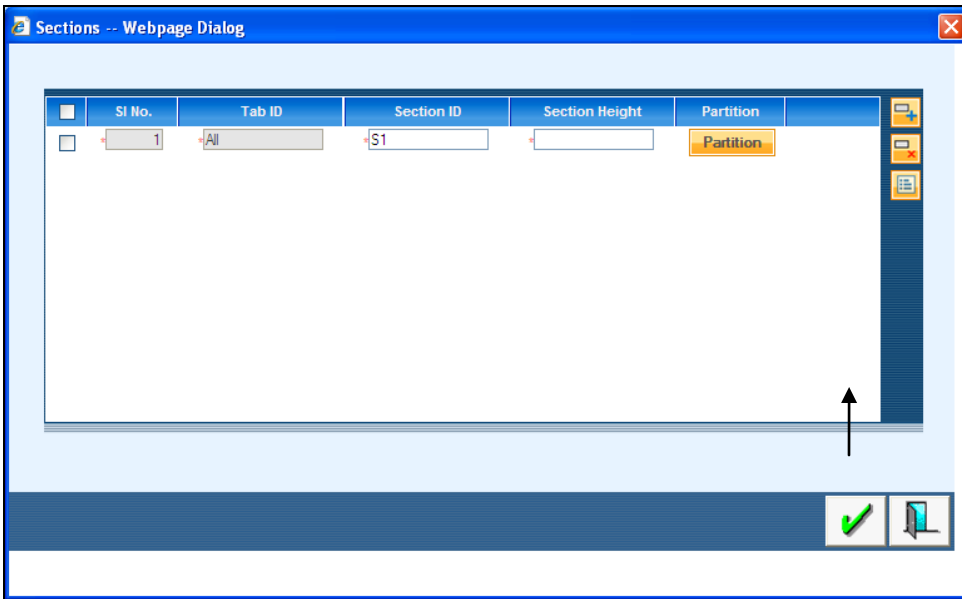 Sections -- Webpage Dialog
Sl No. Tab ID Section ID Section Height Partition
* 1 * All * S1 * Partition